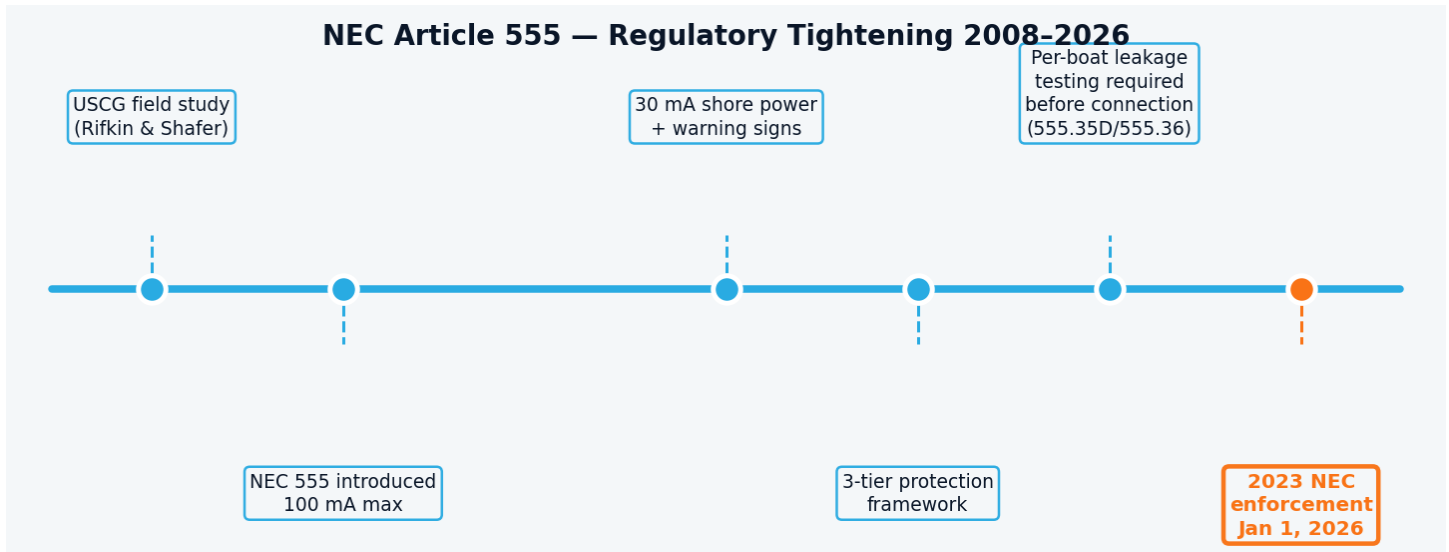 NEC Article 555 — Regulatory Tightening 2008–2026
USCG field study
(Rifkin & Shafer)
30 mA shore power
+ warning signs
Per-boat leakage
testing required
before connection
(555.35D/555.36)
NEC 555 introduced
100 mA max
3-tier protection
framework
2023 NEC
enforcement
Jan 1, 2026